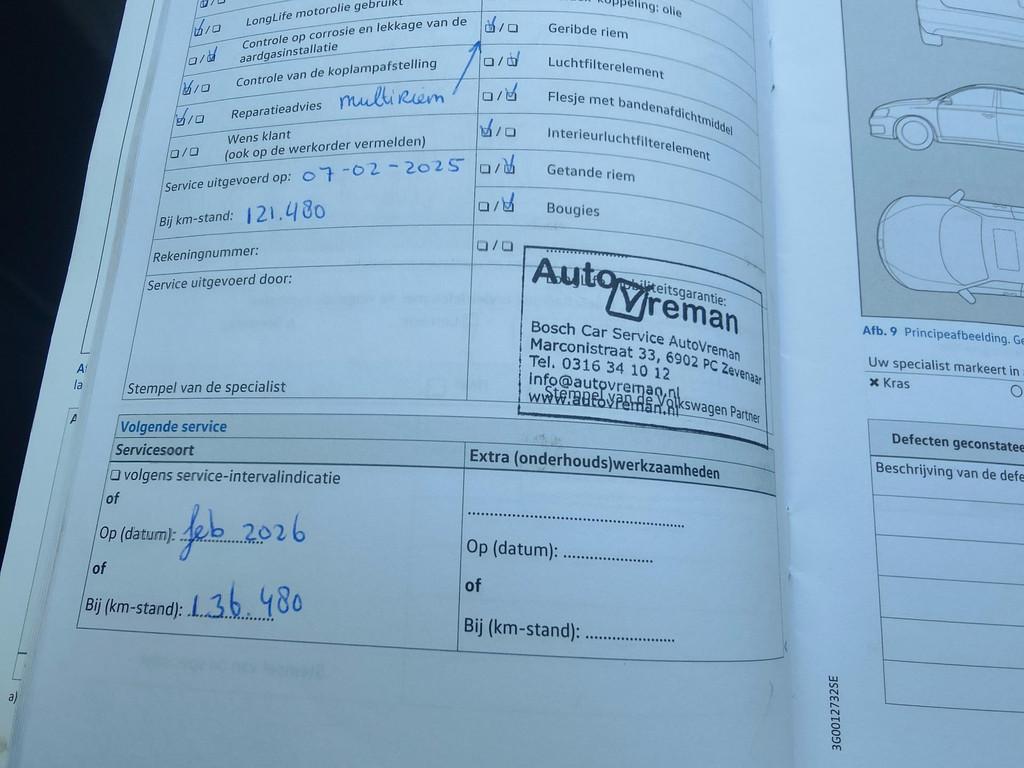 LongLife motorolie gebruikt
Controle op corrosie en lekkage van de
aardgasinstallatie
Controle van de koplampafstelling
Reparatieadvies multiriem
Wens klant
(ook op de werkorder vermelden)
Service uitgevoerd op: 07-02-2025
Bij km-stand: 121.480
Rekeningnummer:
Service uitgevoerd door:
Stempel van de specialist
koppeling: olie
Geribde riem
Luchtfilterelement
Flesje met bandenafdichtmiddel
Interieurluchtfilterelement
Getande riem
Bougies
mobiliteitsgarantie:
Auto
Vreman
Bosch Car Service AutoVreman
Marconistraat 33, 6902 PC Zevenaar
Tel. 0316 34 10 12
info@autovreman.nl
www.autovreman.nl
Stempel van de Volkswagen Partner
Volgende service
Servicesoort
Extra (onderhouds)werkzaamheden
volgens service-intervalindicatie
of
Op (datum): feb 2026
of
Bij (km-stand): 136.480
Op (datum):
of
Bij (km-stand):
a)
Afb. 9 Principeafbeelding. Ge
Uw specialist markeert in
Kras
Defecten geconstatee
Beschrijving van de defe
3G0012732SE